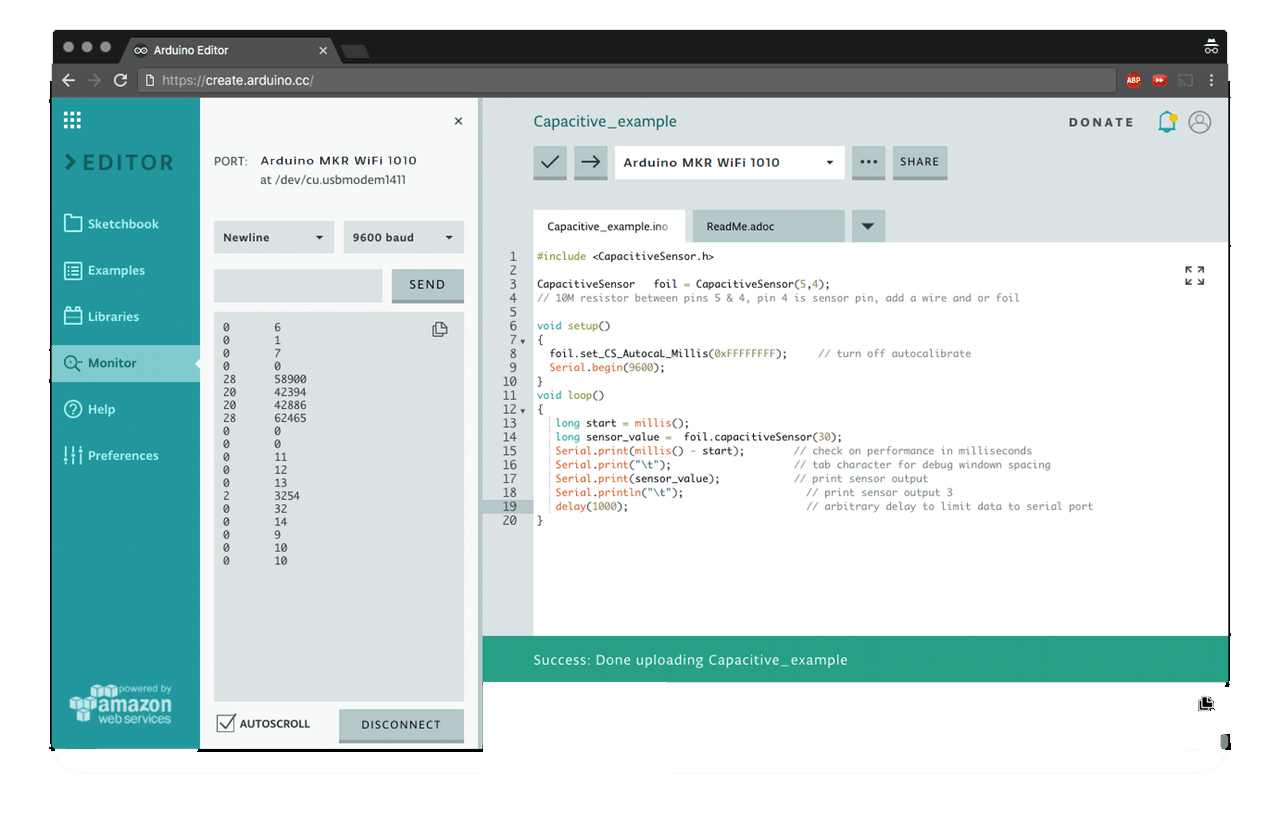 Arduino Editor
https://create.arduino.cc/
ABP
EDITOR
Sketchbook
Examples
Libraries
Monitor
Help
Preferences
powered by
amazon
web services
PORT: Arduino MKR WiFi 1010
at /dev/cu.usbmodem1411
Newline 9600 baud
SEND
0 6
0 1
0 7
0 0
28 58900
20 42394
20 42886
28 62465
0 0
0 0
0 11
0 12
0 13
2 3254
0 32
0 14
0 9
0 10
0 10
AUTOSCROLL DISCONNECT
Capacitive_example
DONATE
Arduino MKR WiFi 1010 SHARE
Capacitive_example.ino ReadMe.adoc
1 #include <CapacitiveSensor.h>
2
3 CapacitiveSensor foil = CapacitiveSensor(5,4);
4 // 10M resistor between pins 5 & 4, pin 4 is sensor pin, add a wire and or foil
5
6 void setup()
7 {
8 foil.set_CS_AutocaL_Millis(0xFFFFFFFF); // turn off autocalibrate
9 Serial.begin(9600);
10 }
11 void loop()
12 {
13 long start = millis();
14 long sensor_value = foil.capacitiveSensor(30);
15 Serial.print(millis() - start); // check on performance in milliseconds
16 Serial.print("\t"); // tab character for debug windown spacing
17 Serial.print(sensor_value); // print sensor output
18 Serial.println("\t"); // print sensor output 3
19 delay(1000); // arbitrary delay to limit data to serial port
20 }
Success: Done uploading Capacitive_example